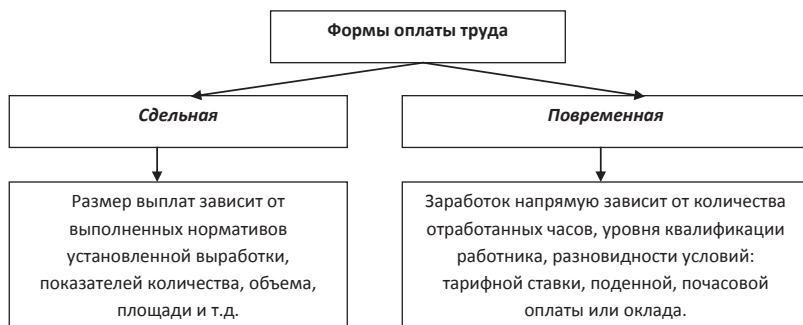 Формы оплаты труда
Сдельная
Повременная
Размер выплат зависит от
выполненных нормативов
установленной выработки,
показателей количества, объема,
площади и т.д.
Заработок напрямую зависит от количества
отработанных часов, уровня квалификации
работника, разновидности условий:
тарифной ставки, поденной, почасовой
оплаты или оклада.